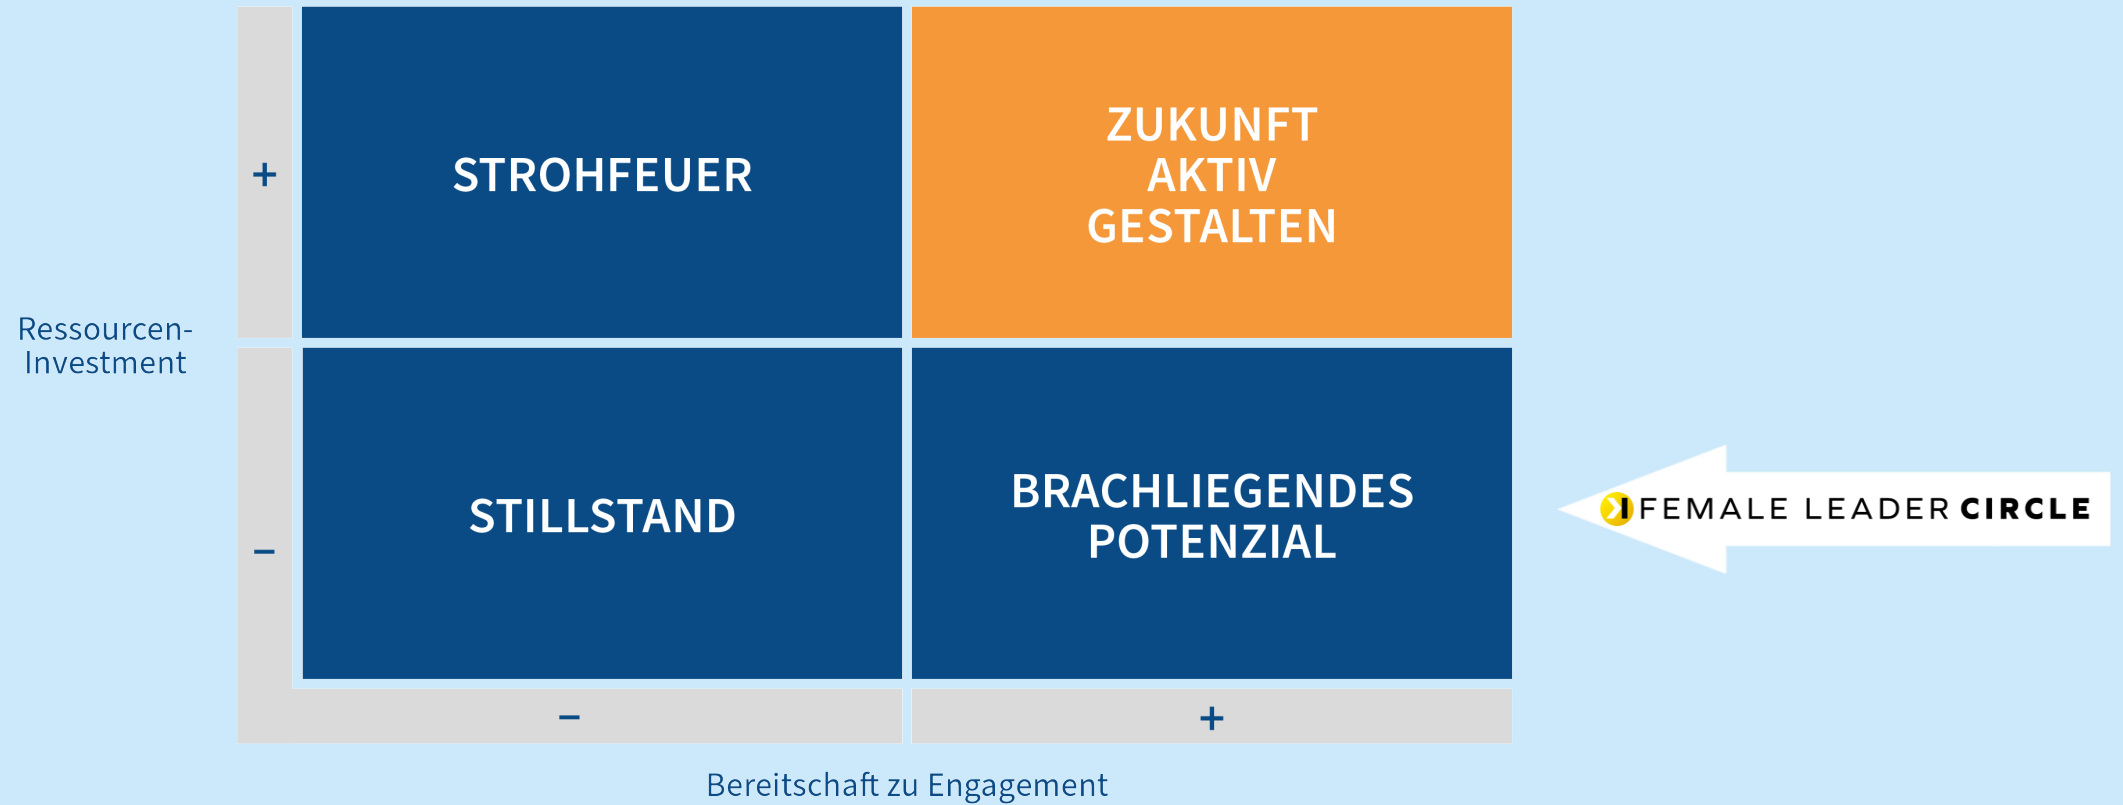 +
STROHFEUER
ZUKUNFT
AKTIV
GESTALTEN
Ressourcen-
Investment
–
STILLSTAND
BRACHLIEGENDES
POTENZIAL
FEMALE LEADER CIRCLE
–
+
Bereitschaft zu Engagement